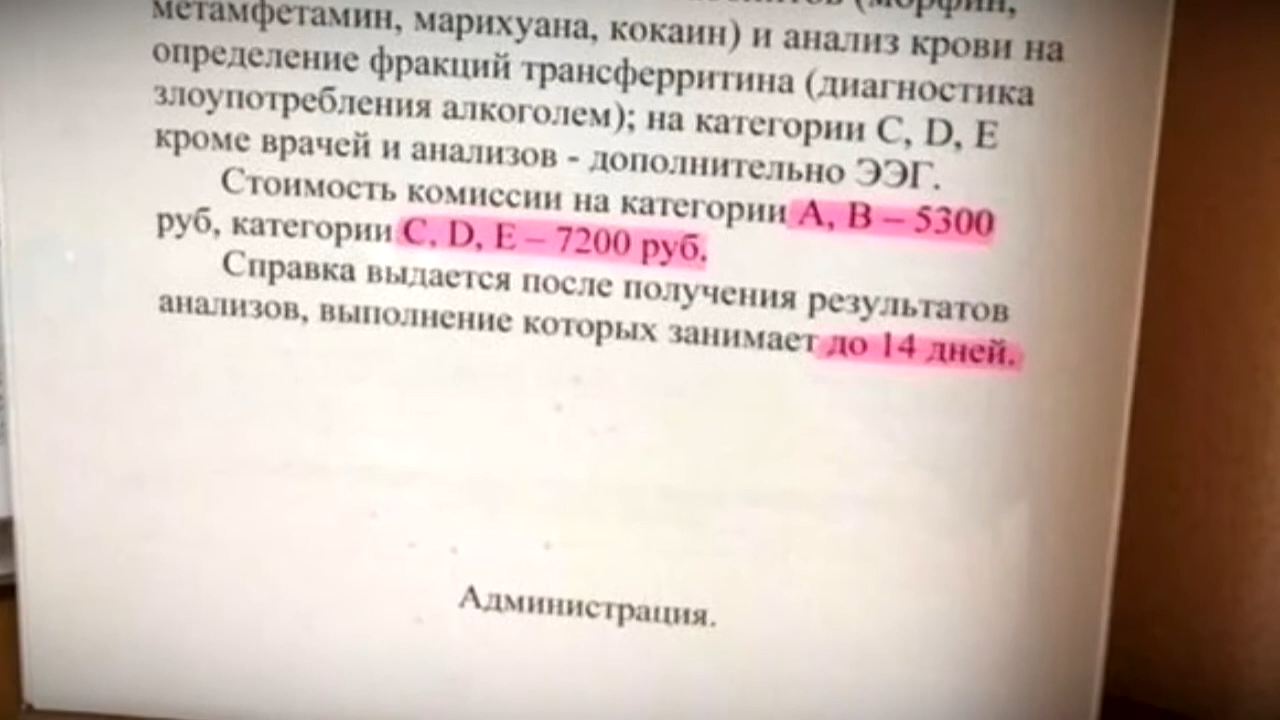 (морфин,
метамфетамин, марихуана, кокаин) и анализ крови на
определение фракций трансферритина (диагностика
злоупотребления алкоголем); на категории C, D, E
кроме врачей и анализов - дополнительно ЭЭГ.
Стоимость комиссии на категории A, B – 5300
руб, категории C, D, E – 7200 руб.
Справка выдается после получения результатов
анализов, выполнение которых занимает до 14 дней.
Администрация.